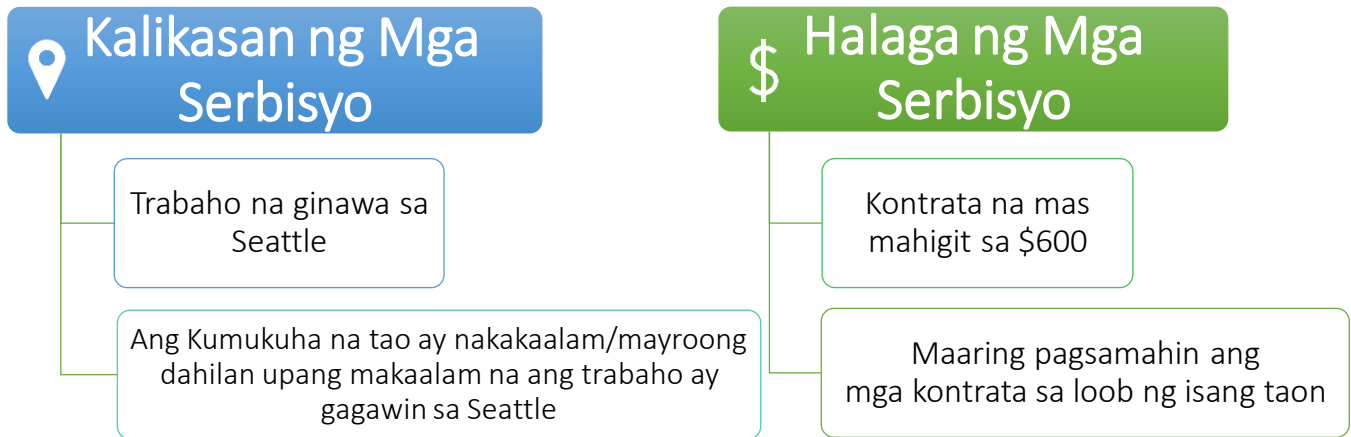 Kalikasan ng Mga
Serbisyo
Trabaho na ginawa sa
Seattle
Ang Kumukuha na tao ay nakakaalam/mayroong
dahilan upang makaalam na ang trabaho ay
gagawin sa Seattle
$
Halaga ng Mga
Serbisyo
Kontrata na mas
mahigit sa $600
Maaring pagsamahin ang
mga kontrata sa loob ng isang taon